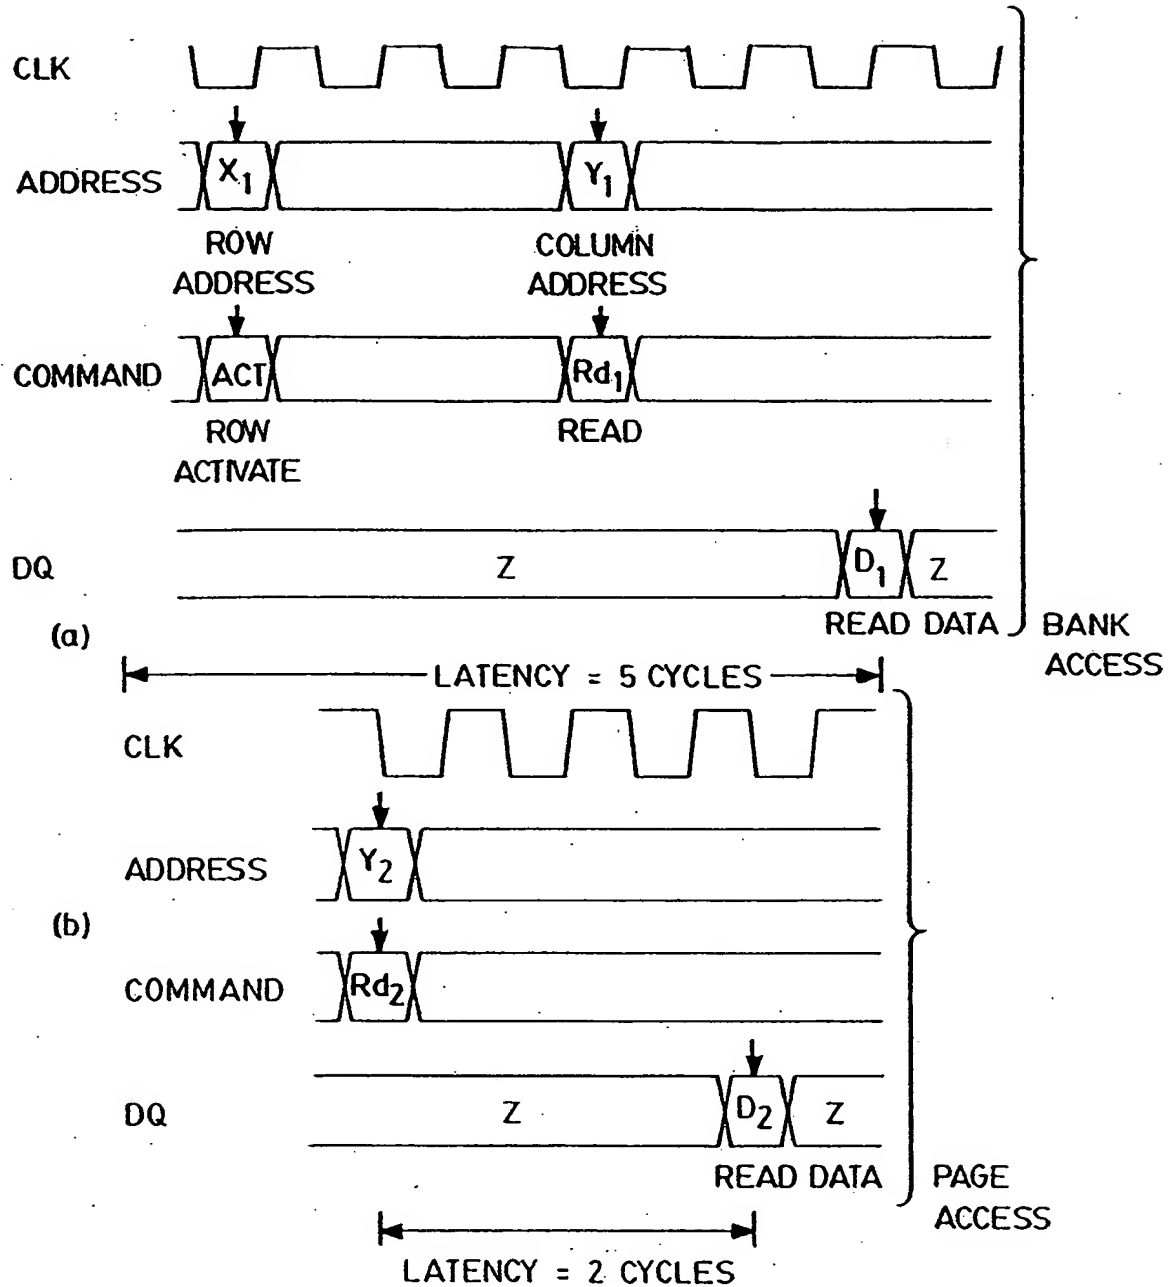 CLK
ADDRESS
X1
Y1
ROW
ADDRESS
COLUMN
ADDRESS
COMMAND
ACT
Rd1
ROW
ACTIVATE
READ
DQ
Z
D1
Z
READ DATA
(a)
BANK
ACCESS
LATENCY = 5 CYCLES
CLK
ADDRESS
Y2
(b)
COMMAND
Rd2
DQ
Z
D2
Z
READ DATA
PAGE
ACCESS
LATENCY = 2 CYCLES